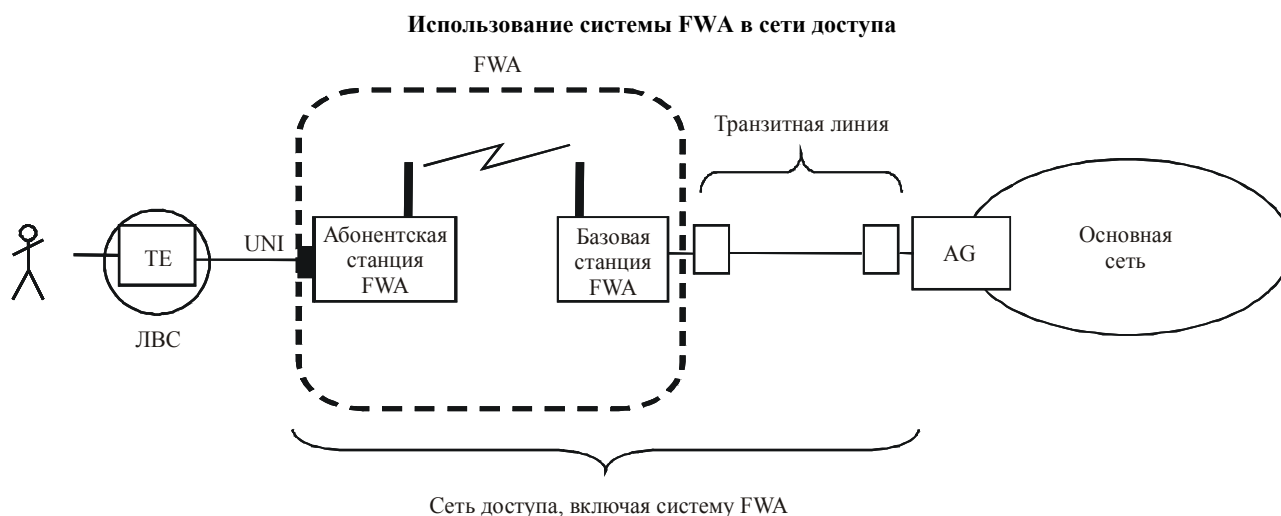 Использование системы FWA в сети доступа
FWA
Транзитная линия
UNI
TE
ЛВС
Абонентская
станция
FWA
Базовая
станция
FWA
AG
Основная
сеть
Сеть доступа, включая систему FWA